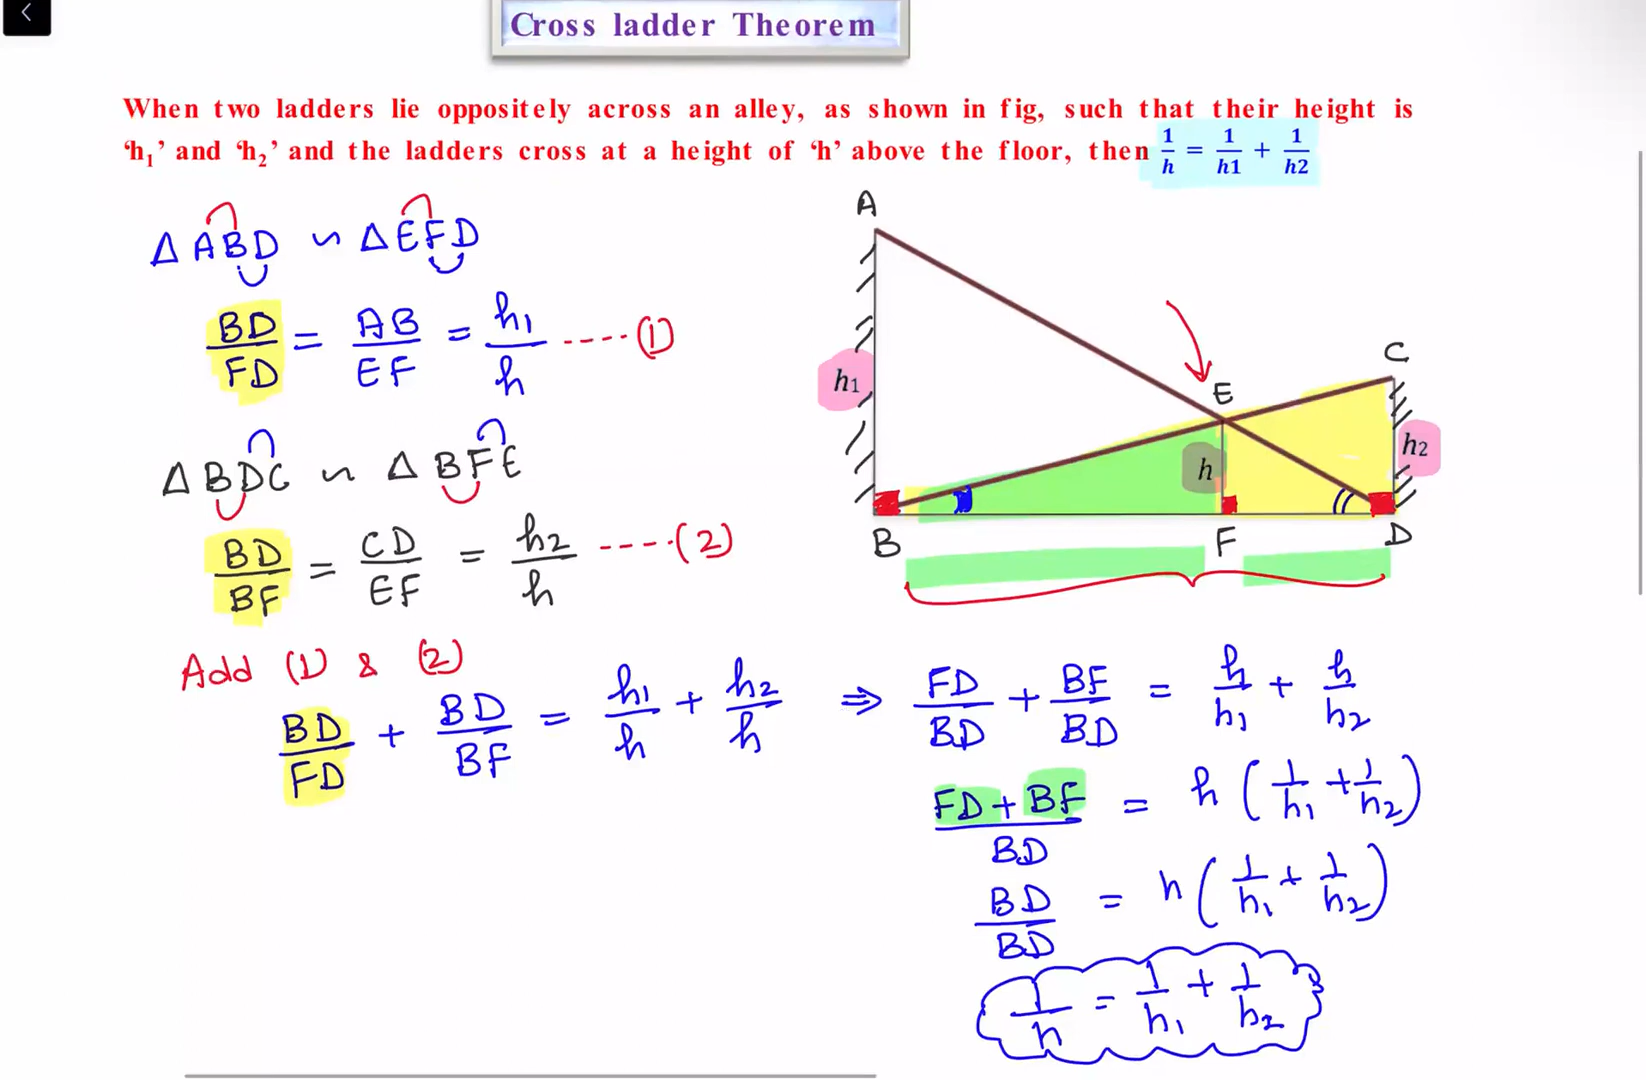 Cross ladder Theorem
When two ladders lie oppositely across an alley, as shown in fig, such that their height is
‘h₁’ and ‘h₂’ and the ladders cross at a height of ‘h’ above the floor, then 1/h = 1/h1 + 1/h2
Δ ABD ∽ Δ EFD
BD/FD = AB/EF = h₁/h ----(1)
Δ BDC ∽ Δ BFE
BD/BF = CD/EF = h₂/h ----(2)
Add (1) & (2)
BD/FD + BD/BF = h₁/h + h₂/h
A
C
E
h1
h2
h
B
F
D
⇒ FD/BD + BF/BD = h/h₁ + h/h₂
FD + BF/BD = h (1/h₁ + 1/h₂)
BD/BD = h (1/h₁ + 1/h₂)
1/h = 1/h₁ + 1/h₂